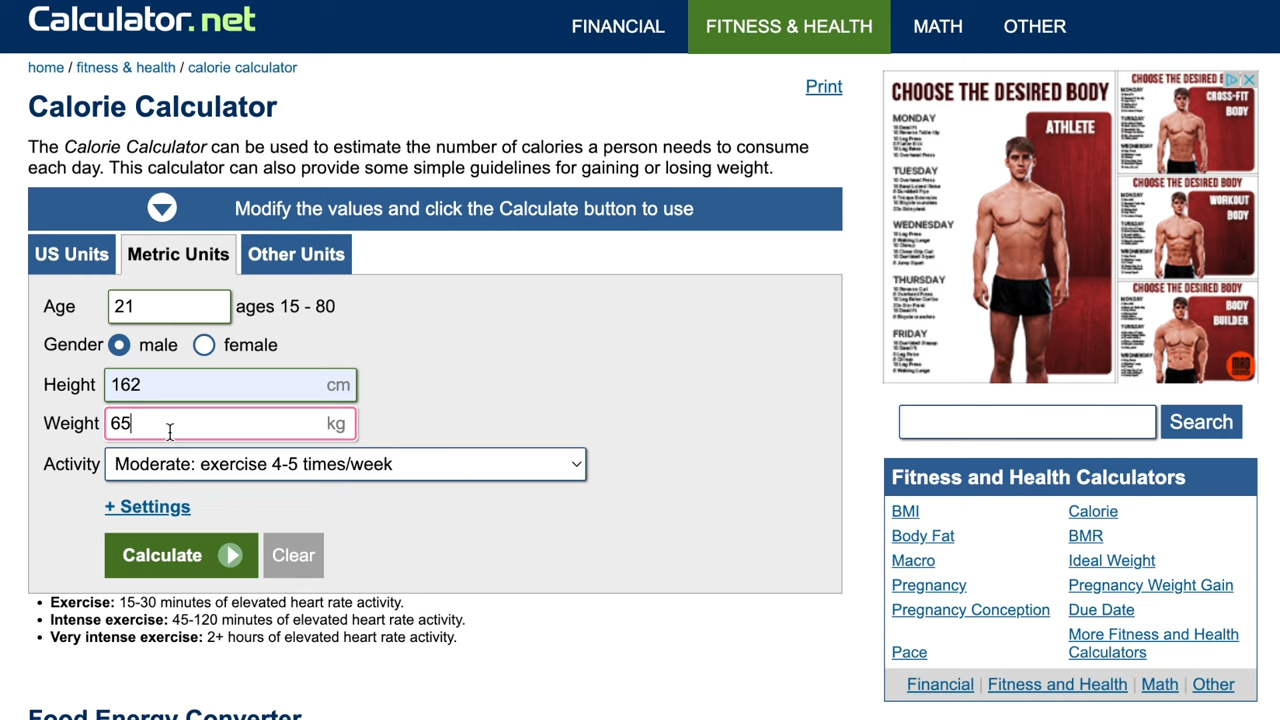 Calculator.net
FINANCIAL
FITNESS & HEALTH
MATH
OTHER
home / fitness & health / calorie calculator
Print
Calorie Calculator
The Calorie Calculator can be used to estimate the number of calories a person needs to consume
each day. This calculator can also provide some simple guidelines for gaining or losing weight.
Modify the values and click the Calculate button to use
US Units
Metric Units
Other Units
Age 21 ages 15 - 80
Gender male female
Height 162 cm
Weight 65 kg
Activity Moderate: exercise 4-5 times/week
+ Settings
Calculate
Clear
• Exercise: 15-30 minutes of elevated heart rate activity.
• Intense exercise: 45-120 minutes of elevated heart rate activity.
• Very intense exercise: 2+ hours of elevated heart rate activity.
Food Energy Converter
CHOOSE THE DESIRED BODY
ATHLETE
MONDAY
TUESDAY
WEDNESDAY
THURSDAY
FRIDAY
CHOOSE THE DESIRED
CROSS-FIT
BODY
CHOOSE THE DESIRED BODY
WORKOUT
BODY
CHOOSE THE DESIRED BODY
BODY
BUILDER
Search
Fitness and Health Calculators
BMI
Calorie
Body Fat
BMR
Macro
Ideal Weight
Pregnancy
Pregnancy Weight Gain
Pregnancy Conception
Due Date
Pace
More Fitness and Health
Calculators
Financial | Fitness and Health | Math | Other